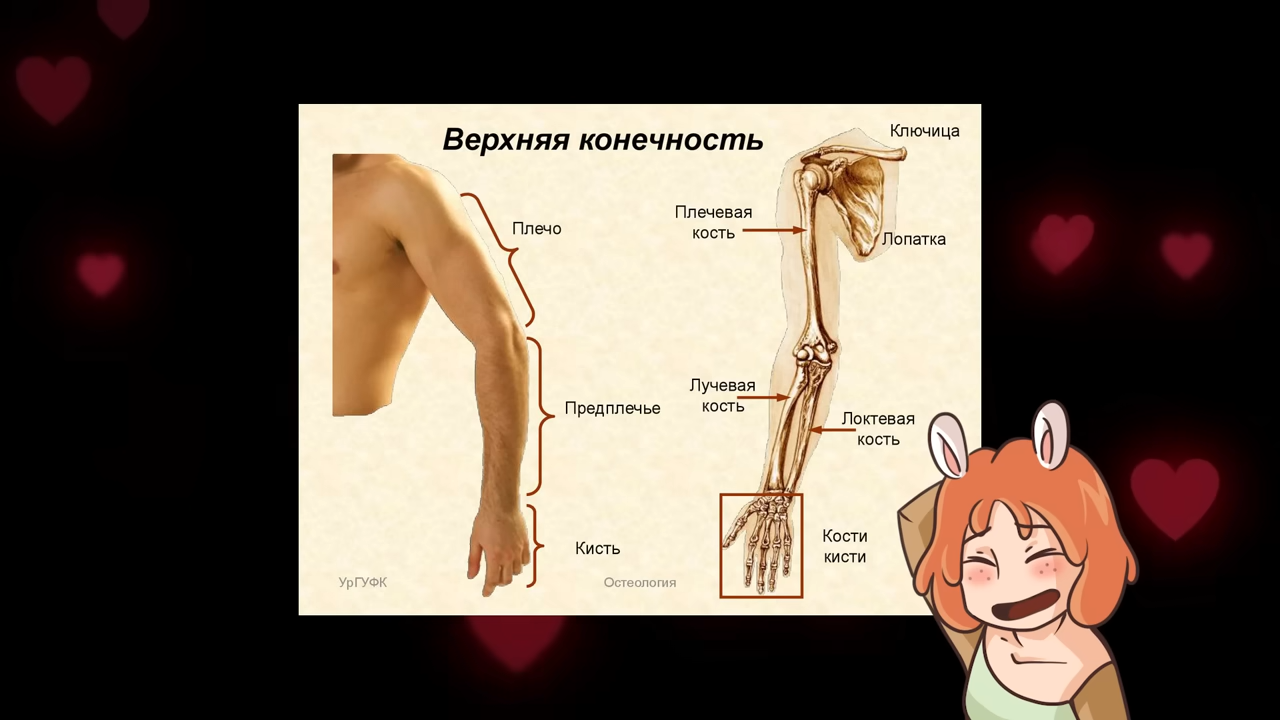 Верхняя конечность
Ключица
Плечо
Плечевая
кость
Лопатка
Предплечье
Лучевая
кость
Локтевая
кость
Кисть
Кости
кисти
УрГУФК
Остеология